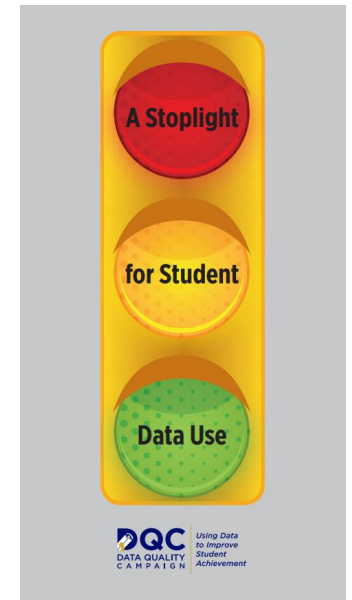 A Stoplight
for Student
Data Use
DQC
DATA QUALITY
CAMPAIGN
Using Data
to Improve
Student
Achievement